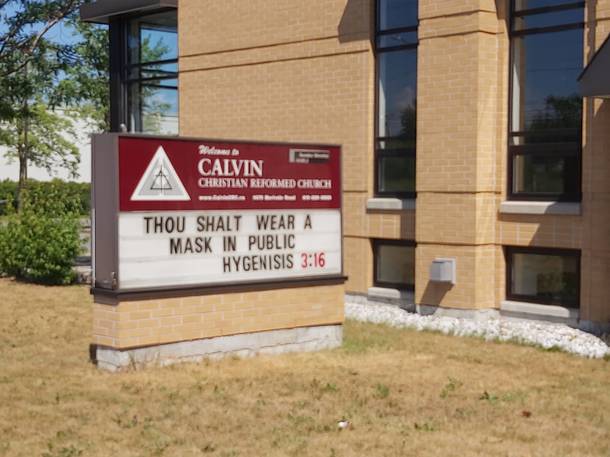 Welcome to
CALVIN
CHRISTIAN REFORMED CHURCH
THOU SHALT WEAR A
MASK IN PUBLIC
HYGENISIS 3:16